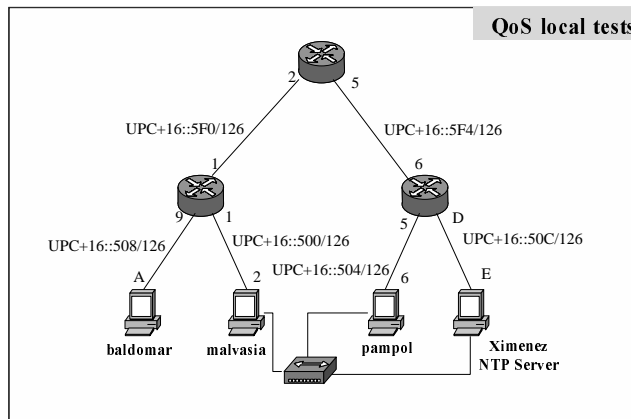 QoS local tests
2
5
UPC+16::5F0/126
UPC+16::5F4/126
1
6
9
1
5
D
UPC+16::508/126
UPC+16::500/126
UPC+16::50C/126
UPC+16::504/126
A
2
6
E
baldomar
malvasia
pampol
Ximenez
NTP Server